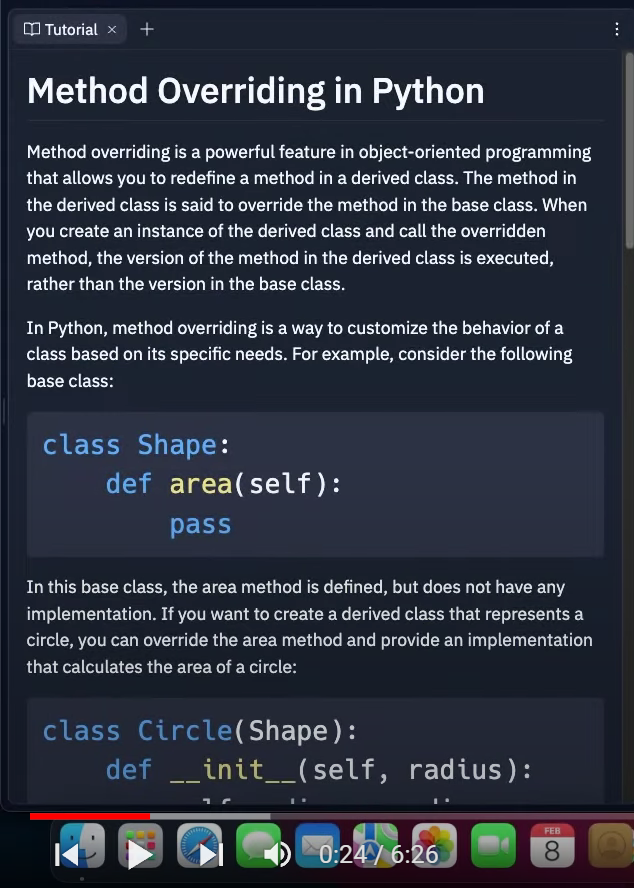 Tutorial × +
Method Overriding in Python
Method overriding is a powerful feature in object-oriented programming
that allows you to redefine a method in a derived class. The method in
the derived class is said to override the method in the base class. When
you create an instance of the derived class and call the overridden
method, the version of the method in the derived class is executed,
rather than the version in the base class.
In Python, method overriding is a way to customize the behavior of a
class based on its specific needs. For example, consider the following
base class:
class Shape:
    def area(self):
        pass
In this base class, the area method is defined, but does not have any
implementation. If you want to create a derived class that represents a
circle, you can override the area method and provide an implementation
that calculates the area of a circle:
class Circle(Shape):
    def __init__(self, radius):
0:24 / 6:26
FEB
8